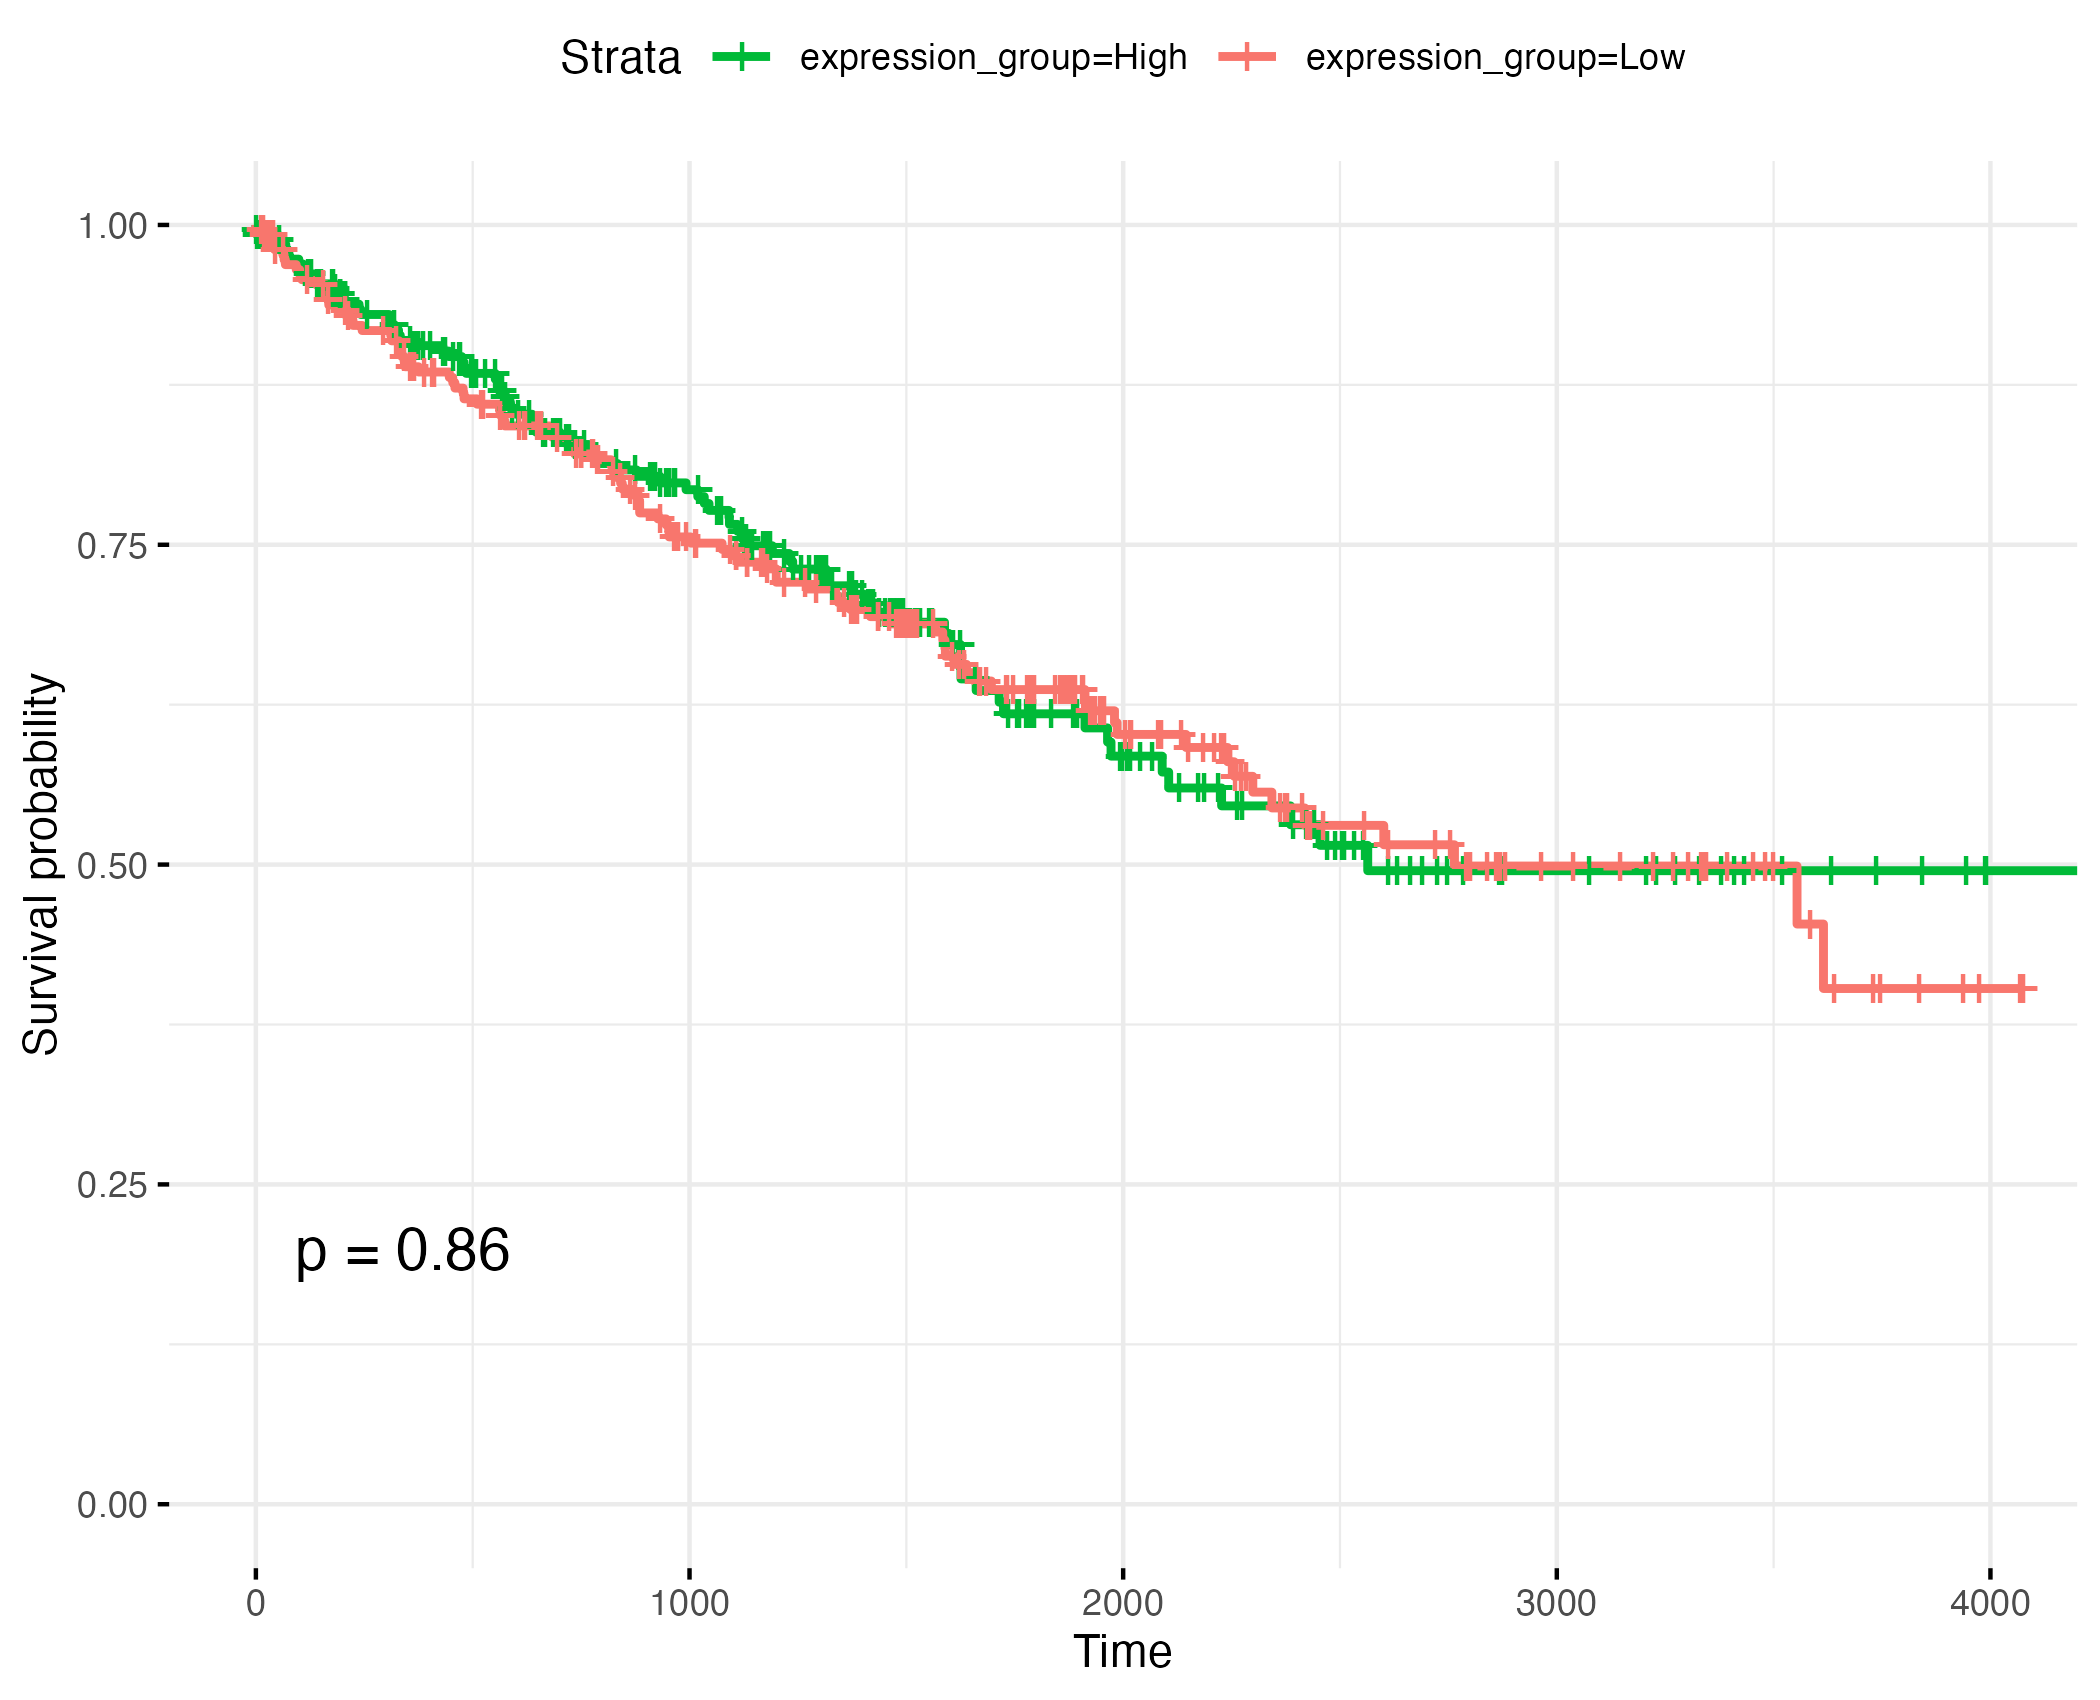 Strata expression_group=High expression_group=Low
Survival probability
1.00
0.75
0.50
0.25
0.00
p = 0.86
0 1000 2000 3000 4000
Time